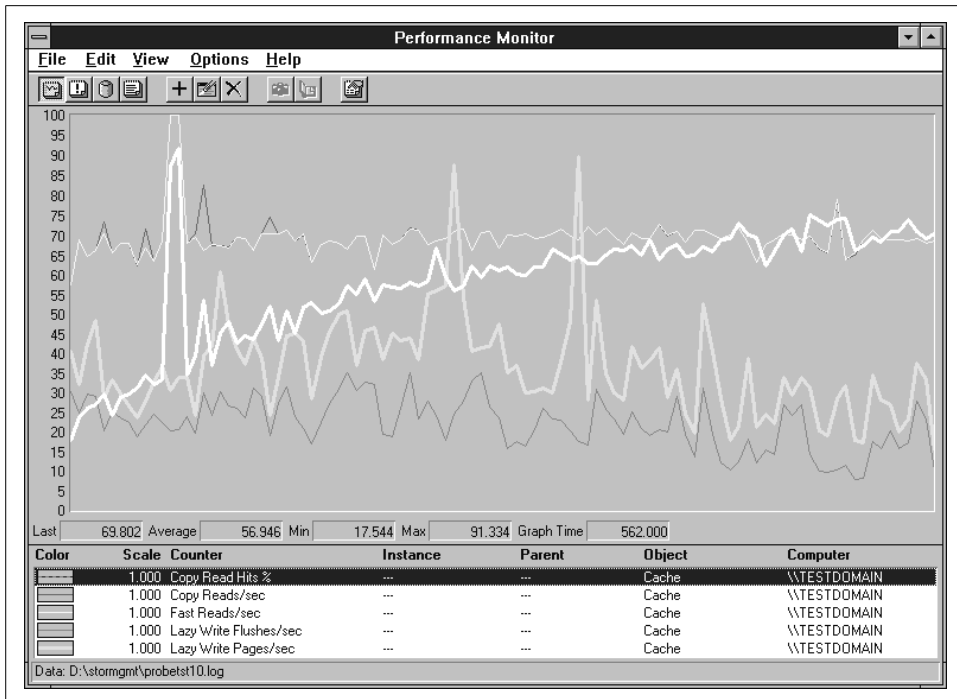 Performance Monitor
File Edit View Options Help
100
95
90
85
80
75
70
65
60
55
50
45
40
35
30
25
20
15
10
5
0
Last 69.802 Average 56.946 Min 17.544 Max 91.334 Graph Time 562.000
Color Scale Counter Instance Parent Object Computer
1.000 Copy Read Hits % --- --- Cache \\TESTDOMAIN
1.000 Copy Reads/sec --- --- Cache \\TESTDOMAIN
1.000 Fast Reads/sec --- --- Cache \\TESTDOMAIN
1.000 Lazy Write Flushes/sec --- --- Cache \\TESTDOMAIN
1.000 Lazy Write Pages/sec --- --- Cache \\TESTDOMAIN
Data: D:\stormgmt\probetst10.log